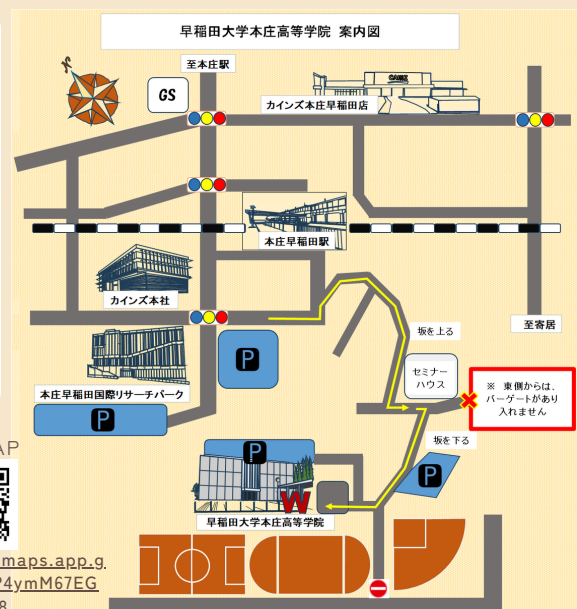 早稲田大学本庄高等学院 案内図
至本庄駅
N
GS
CAINZ
カインズ本庄早稲田店
本庄早稲田駅
カインズ本社
至寄居
坂を上る
P
セミナー
ハウス
※ 東側からは、
バーゲートがあり
入れません
本庄早稲田国際リサーチパーク
P
坂を下る
P
P
W
早稲田大学本庄高等学院
AP
maps.app.g
P4ymM67EG
8